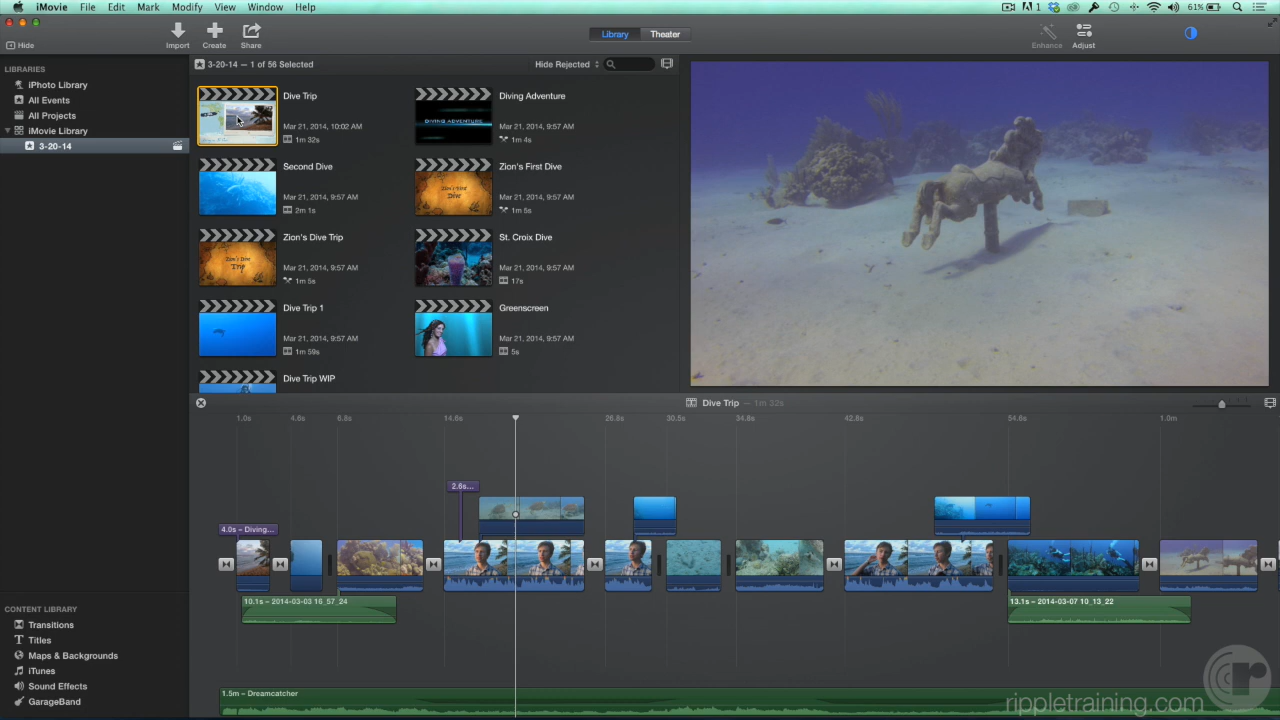 iMovie File Edit Mark Modify View Window Help
1 61%
Hide Import Create Share Library Theater Enhance Adjust
LIBRARIES
iPhoto Library
All Events
All Projects
iMovie Library
3-20-14
3-20-14 — 1 of 56 Selected Hide Rejected
Dive Trip
Mar 21, 2014, 10:02 AM
1m 32s
Diving Adventure
Mar 21, 2014, 9:57 AM
1m 4s
DIVING ADVENTURE
Second Dive
Mar 21, 2014, 9:57 AM
2m 1s
Zion's First Dive
Mar 21, 2014, 9:57 AM
1m 5s
Zion's Dive Trip
Mar 21, 2014, 9:57 AM
1m 5s
Zion's Dive Trip
St. Croix Dive
Mar 21, 2014, 9:57 AM
17s
Dive Trip 1
Mar 21, 2014, 9:57 AM
1m 59s
Greenscreen
Mar 21, 2014, 9:57 AM
5s
Dive Trip WIP
Dive Trip — 1m 32s
1.0s 4.6s 6.8s 14.6s 26.8s 30.5s 34.8s 42.8s 54.6s 1.0m
2.6s...
4.0s – Diving...
10.1s – 2014-03-03 16_57_24
13.1s – 2014-03-07 10_13_22
1.5m – Dreamcatcher
CONTENT LIBRARY
Transitions
Titles
Maps & Backgrounds
iTunes
Sound Effects
GarageBand
rippletraining.com